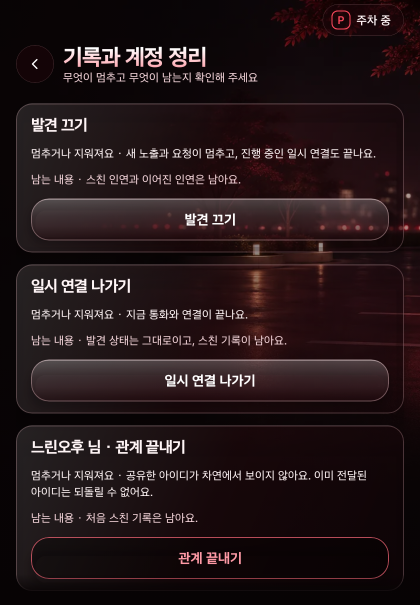 P 주차 중
기록과 계정 정리
무엇이 멈추고 무엇이 남는지 확인해 주세요
발견 끄기
멈추거나 지워져요 · 새 노출과 요청이 멈추고, 진행 중인 일시 연결도 끝나요.
남는 내용 · 스친 인연과 이어진 인연은 남아요.
발견 끄기
일시 연결 나가기
멈추거나 지워져요 · 지금 통화와 연결이 끝나요.
남는 내용 · 발견 상태는 그대로이고, 스친 기록이 남아요.
일시 연결 나가기
느린오후 님 · 관계 끝내기
멈추거나 지워져요 · 공유한 아이디가 차연에서 보이지 않아요. 이미 전달된
아이디는 되돌릴 수 없어요.
남는 내용 · 처음 스친 기록은 남아요.
관계 끝내기